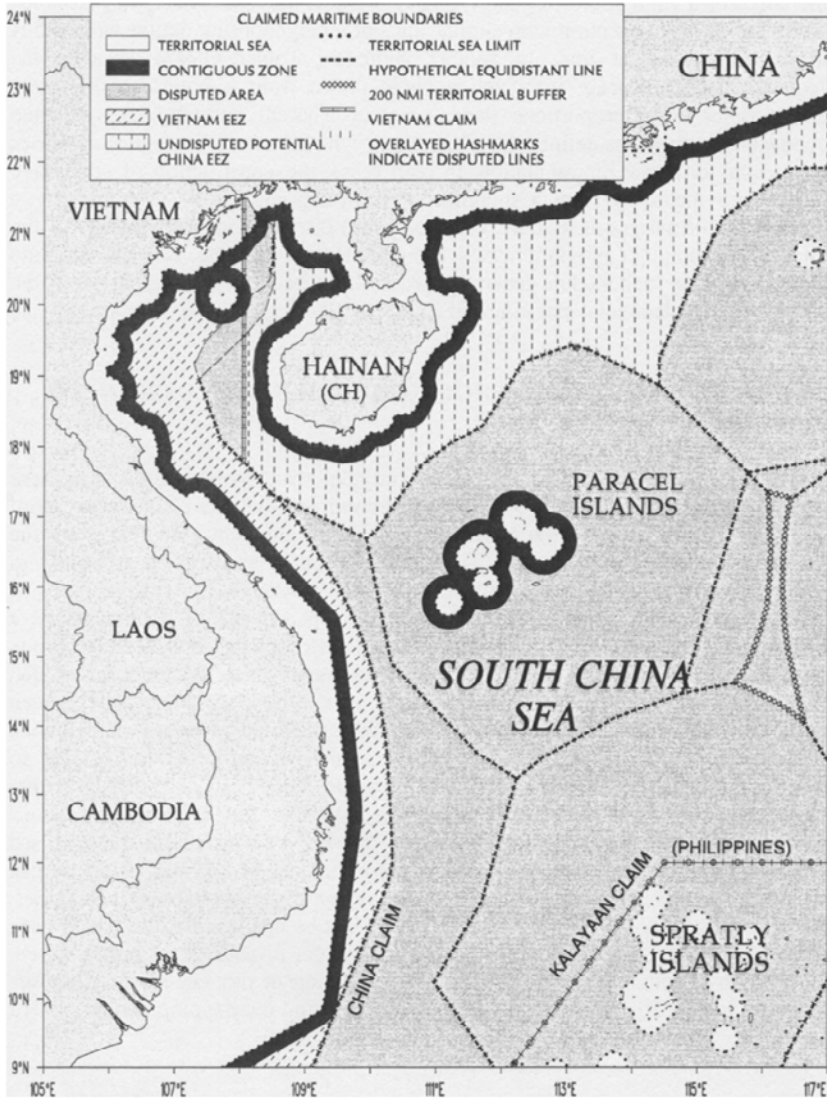 CLAIMED MARITIME BOUNDARIES
TERRITORIAL SEA
CONTIGUOUS ZONE
DISPUTED AREA
VIETNAM EEZ
UNDISPUTED POTENTIAL
CHINA EEZ
TERRITORIAL SEA LIMIT
HYPOTHETICAL EQUIDISTANT LINE
200 NMI TERRITORIAL BUFFER
VIETNAM CLAIM
OVERLAYED HASHMARKS
INDICATE DISPUTED LINES
24°N
23°N
22°N
21°N
20°N
19°N
18°N
17°N
16°N
15°N
14°N
13°N
12°N
11°N
10°N
9°N
CHINA
VIETNAM
HAINAN
(CH)
PARACEL
ISLANDS
LAOS
SOUTH CHINA
SEA
CAMBODIA
(PHILIPPINES)
KALAYAAN CLAIM
CHINA CLAIM
SPRATLY
ISLANDS
105°E
107°E
109°E
111°E
113°E
115°E
117°E